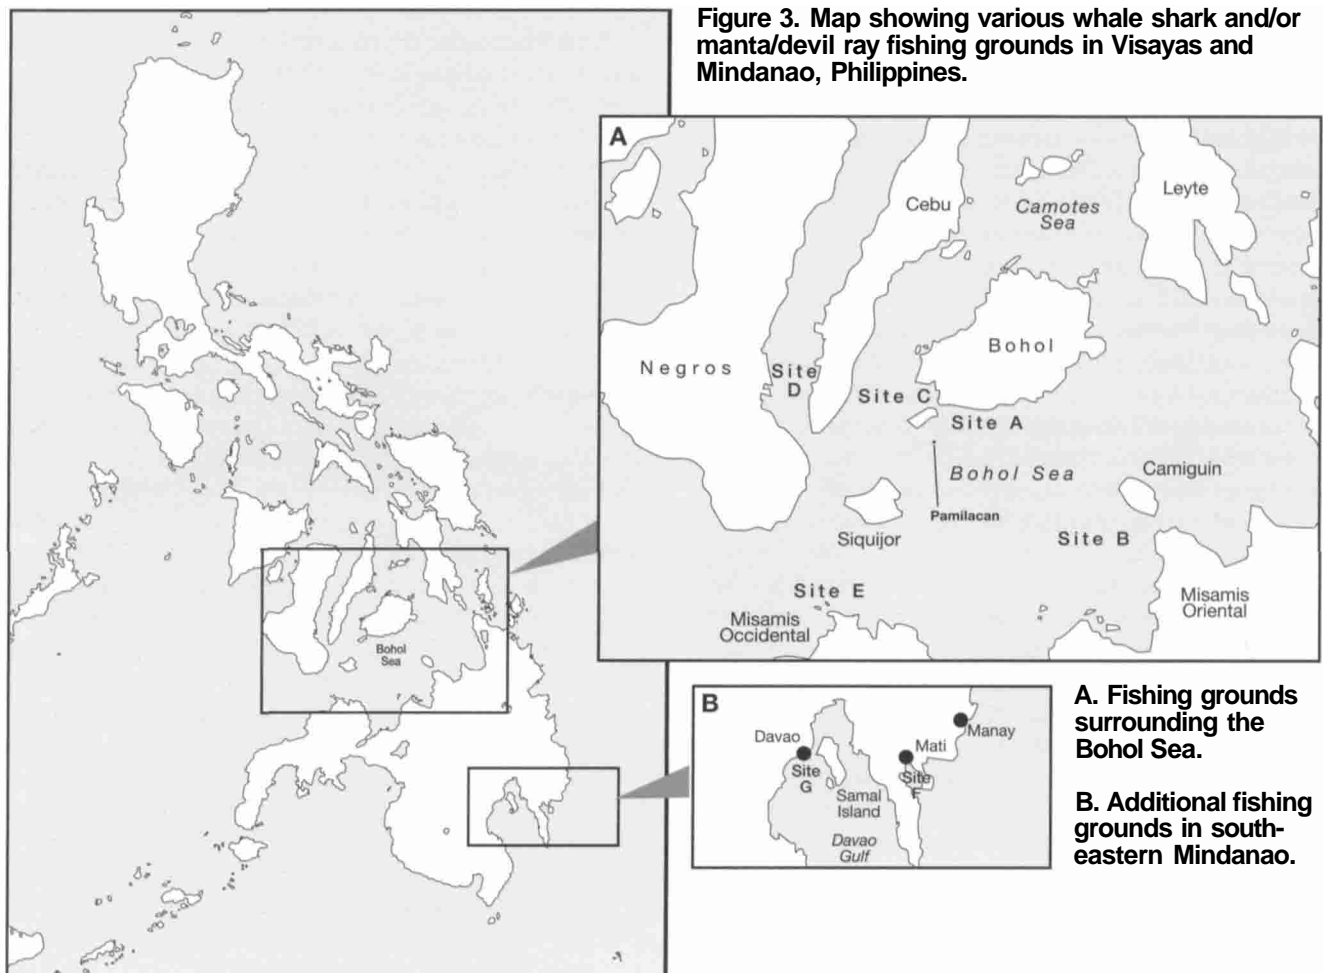 Figure 3. Map showing various whale shark and/or
manta/devil ray fishing grounds in Visayas and
Mindanao, Philippines.
A
Leyte
Cebu
Camotes
Sea
Bohol
Negros
Site
D
Site C
Site A
Bohol Sea
Camiguin
Pamilacan
Siquijor
Site B
Site E
Misamis
Oriental
Misamis
Occidental
Bohol
Sea
B
Davao
Manay
Mati
Site
G
Site
F
Samal
Island
Davao
Gulf
A. Fishing grounds
surrounding the
Bohol Sea.
B. Additional fishing
grounds in south-
eastern Mindanao.